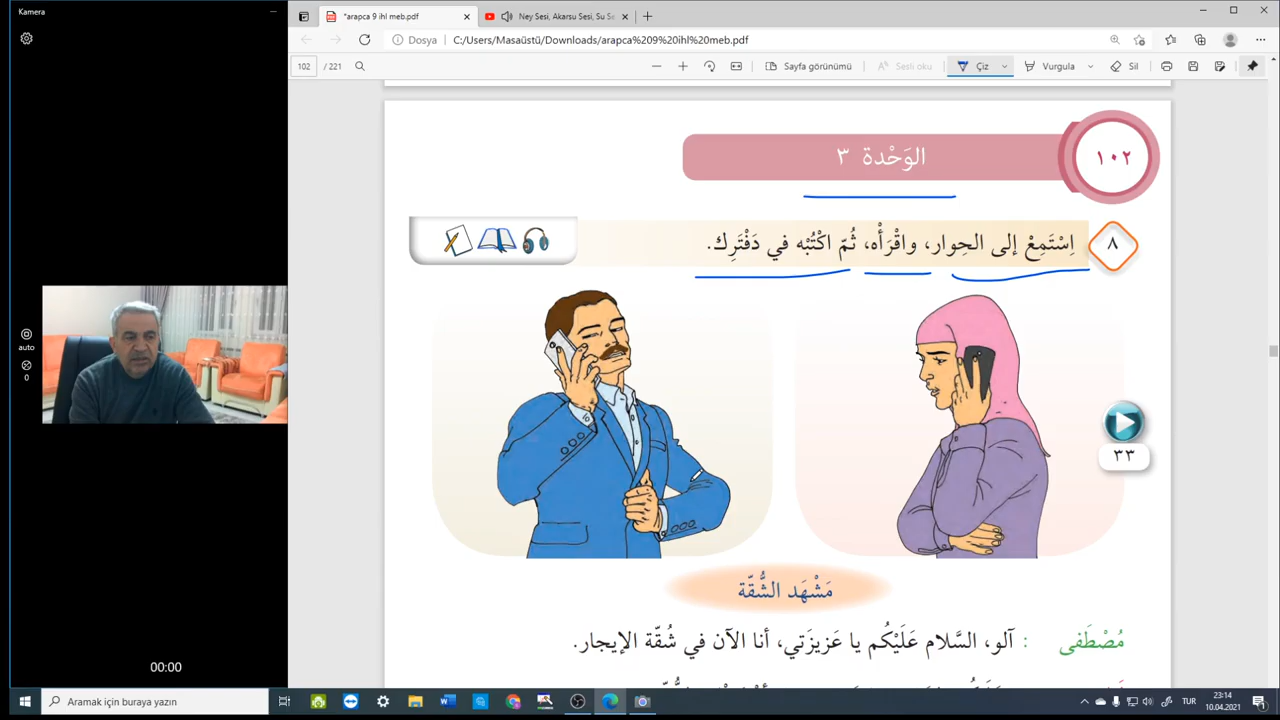 Kamera
*arapca 9 ihl meb.pdf
Ney Sesi, Akarsu Sesi, Su Se
Dosya
C:/Users/Masaüstü/Downloads/arapca%209%20ihl%20meb.pdf
102 / 221
Sayfa görünümü
Sesli oku
Çiz
Vurgula
Sil
١٠٢
الوَحْدة ٣
٨
اِسْتَمِعْ إلى الحِوار، واقْرَأْه، ثُمّ اكْتُبْه في دَفْتَرِك.
auto
0
٣٣
مَشْهَد الشُّقّة
مُصْطَفى : آلو، السَّلام عَلَيْكُم يا عَزيزَتي، أنا الآن في شُقّة الإيجار.
00:00
Aramak için buraya yazın
TUR
23:14
10.04.2021